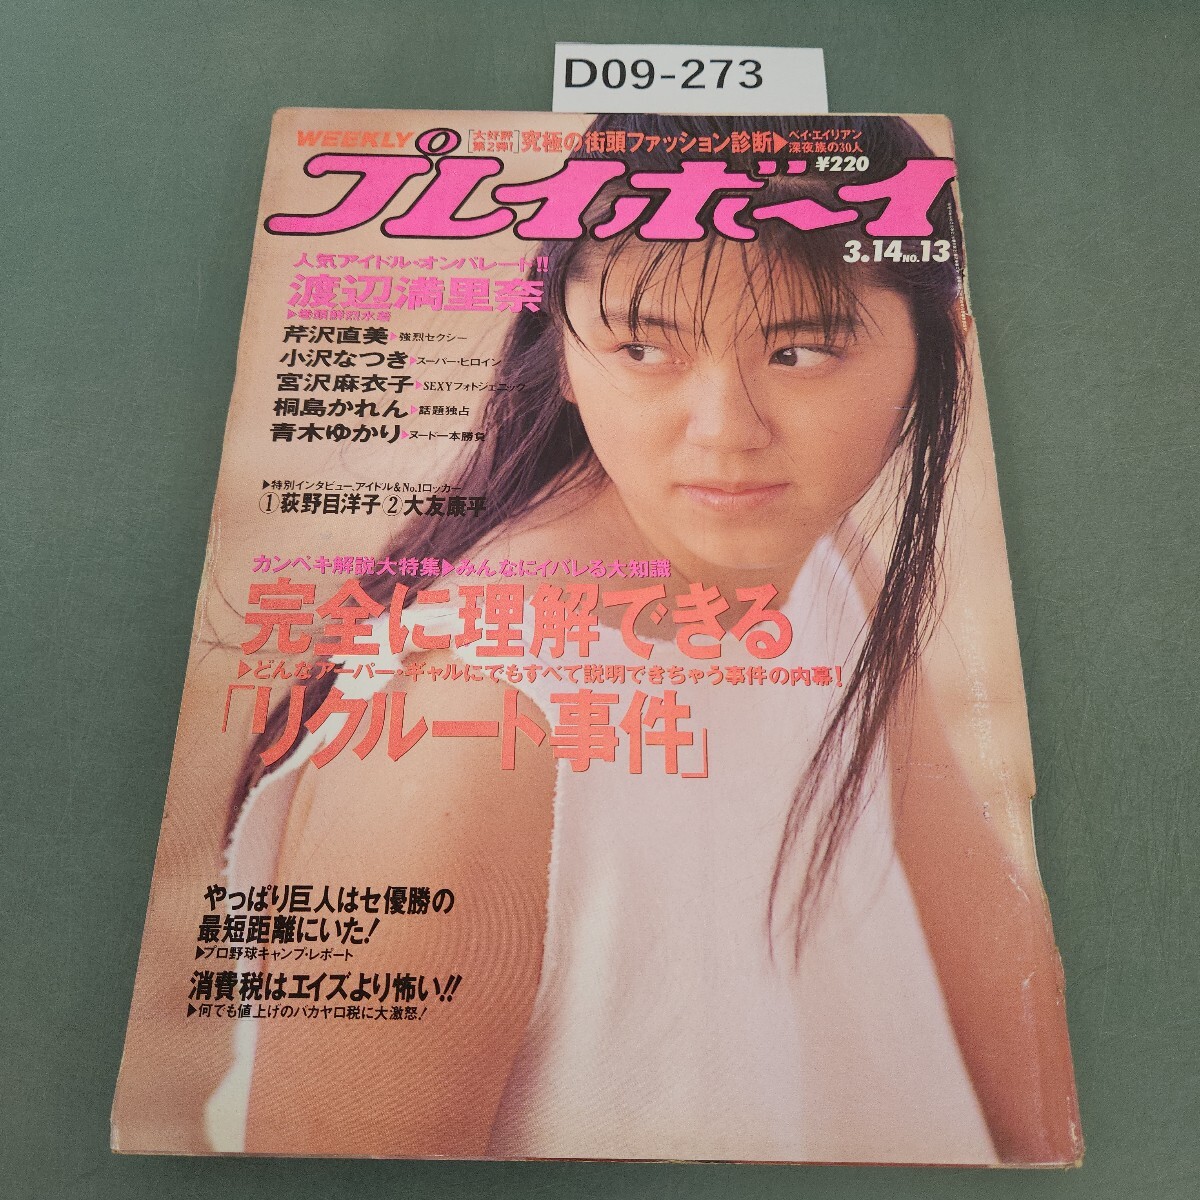 D09-273
WEEKLY
[大好評第2弾!]究極の街頭ファッション診断▶ベイ・エイリアン深夜族の30人
プレイボーイ
¥220
3.14 NO.13
人気アイドル・オンパレード!!
渡辺満里奈
▶巻頭鮮烈水着
芹沢直美▶強烈セクシー
小沢なつき▶スーパー・ヒロイン
宮沢麻衣子▶SEXYフォトジェニック
桐島かれん▶話題独占
青木ゆかり▶ヌード一本勝負
▶特別インタビュー、アイドル&No.1ロッカー
①荻野目洋子②大友康平
カンペキ解説大特集▶みんなにイバレる大知識
完全に理解できる
▶どんなアーパー・ギャルにでもすべて説明できちゃう事件の内幕!
「リクルート事件」
やっぱり巨人はセ優勝の
最短距離にいた!
▶プロ野球キャンプ・レポート
消費税はエイズより怖い!!
▶何でも値上げのバカヤロ税に大激怒!